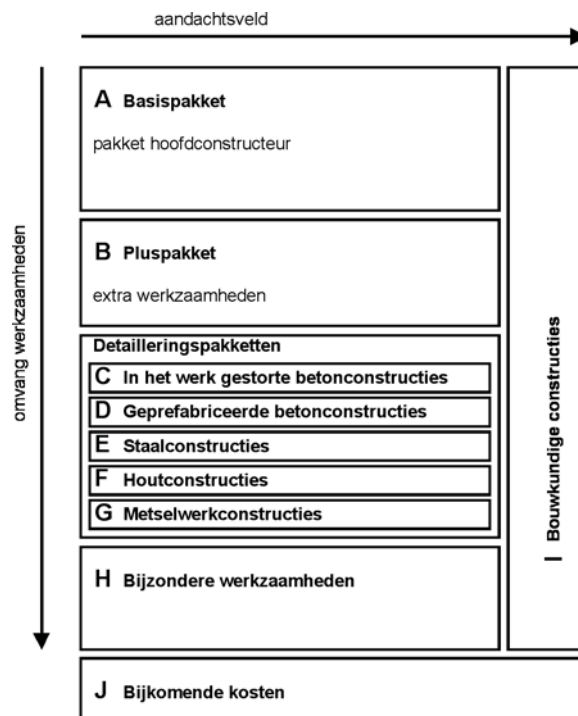 aandachtsveld
omvang werkzaamheden
A Basispakket
pakket hoofdconstructeur
B Pluspakket
extra werkzaamheden
Detailleringspakketten
C In het werk gestorte betonconstructies
D Geprefabriceerde betonconstructies
E Staalconstructies
F Houtconstructies
G Metselwerkconstructies
H Bijzondere werkzaamheden
I Bouwkundige constructies
J Bijkomende kosten